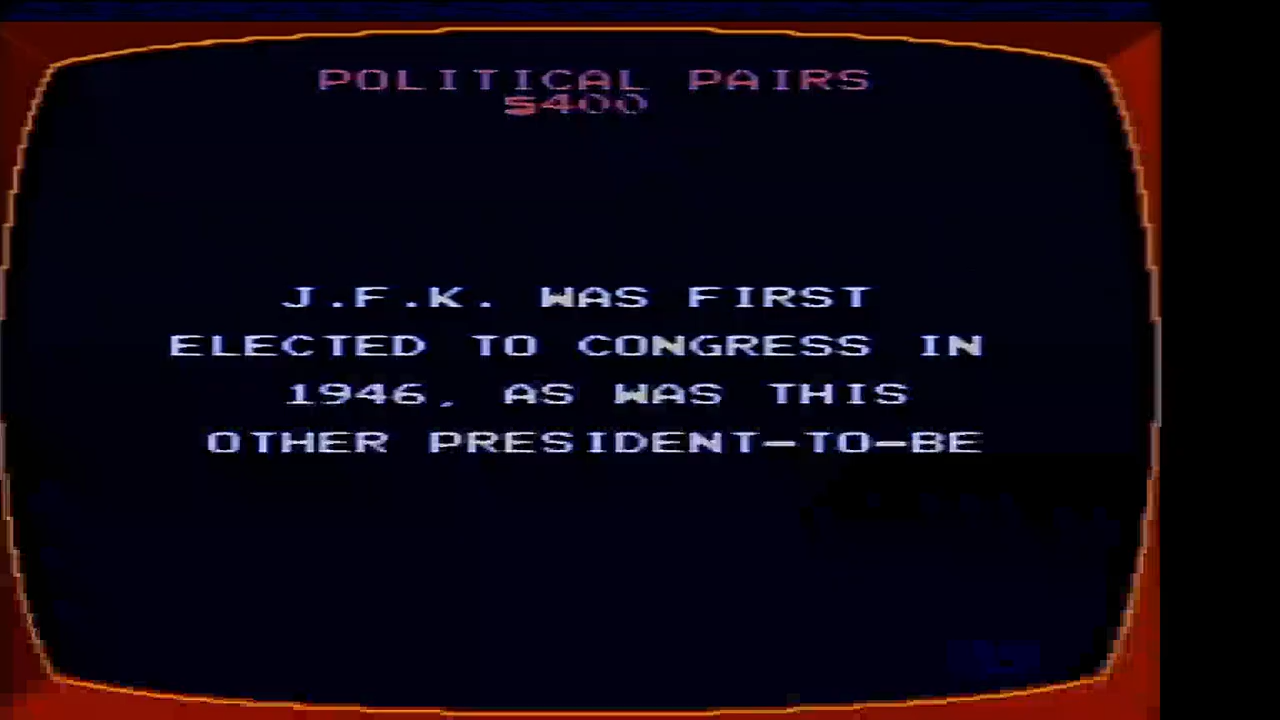 POLITICAL PAIRS
$400
J.F.K. WAS FIRST
ELECTED TO CONGRESS IN
1946, AS WAS THIS
OTHER PRESIDENT-TO-BE